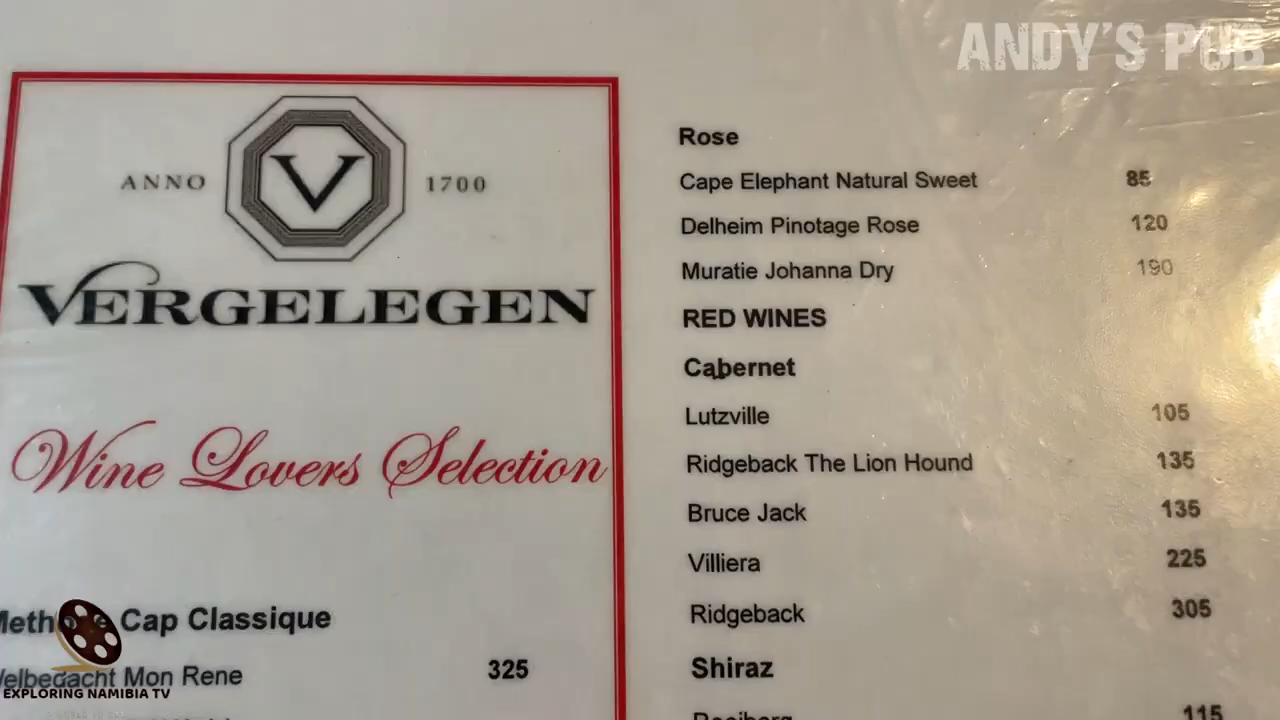 ANDY'S PUB
ANNO V 1700
VERGELEGEN
Wine Lovers Selection
Cap Classique
Mon Rene 325
EXPLORING NAMIBIA TV
Rose
Cape Elephant Natural Sweet 85
Delheim Pinotage Rose 120
Muratie Johanna Dry 190
RED WINES
Cabernet
Lutzville 105
Ridgeback The Lion Hound 135
Bruce Jack 135
Villiera 225
Ridgeback 305
Shiraz
115